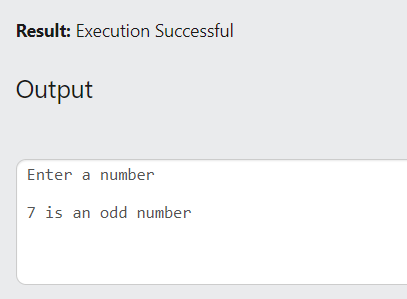 Result: Execution Successful
Output
Enter a number
7 is an odd number